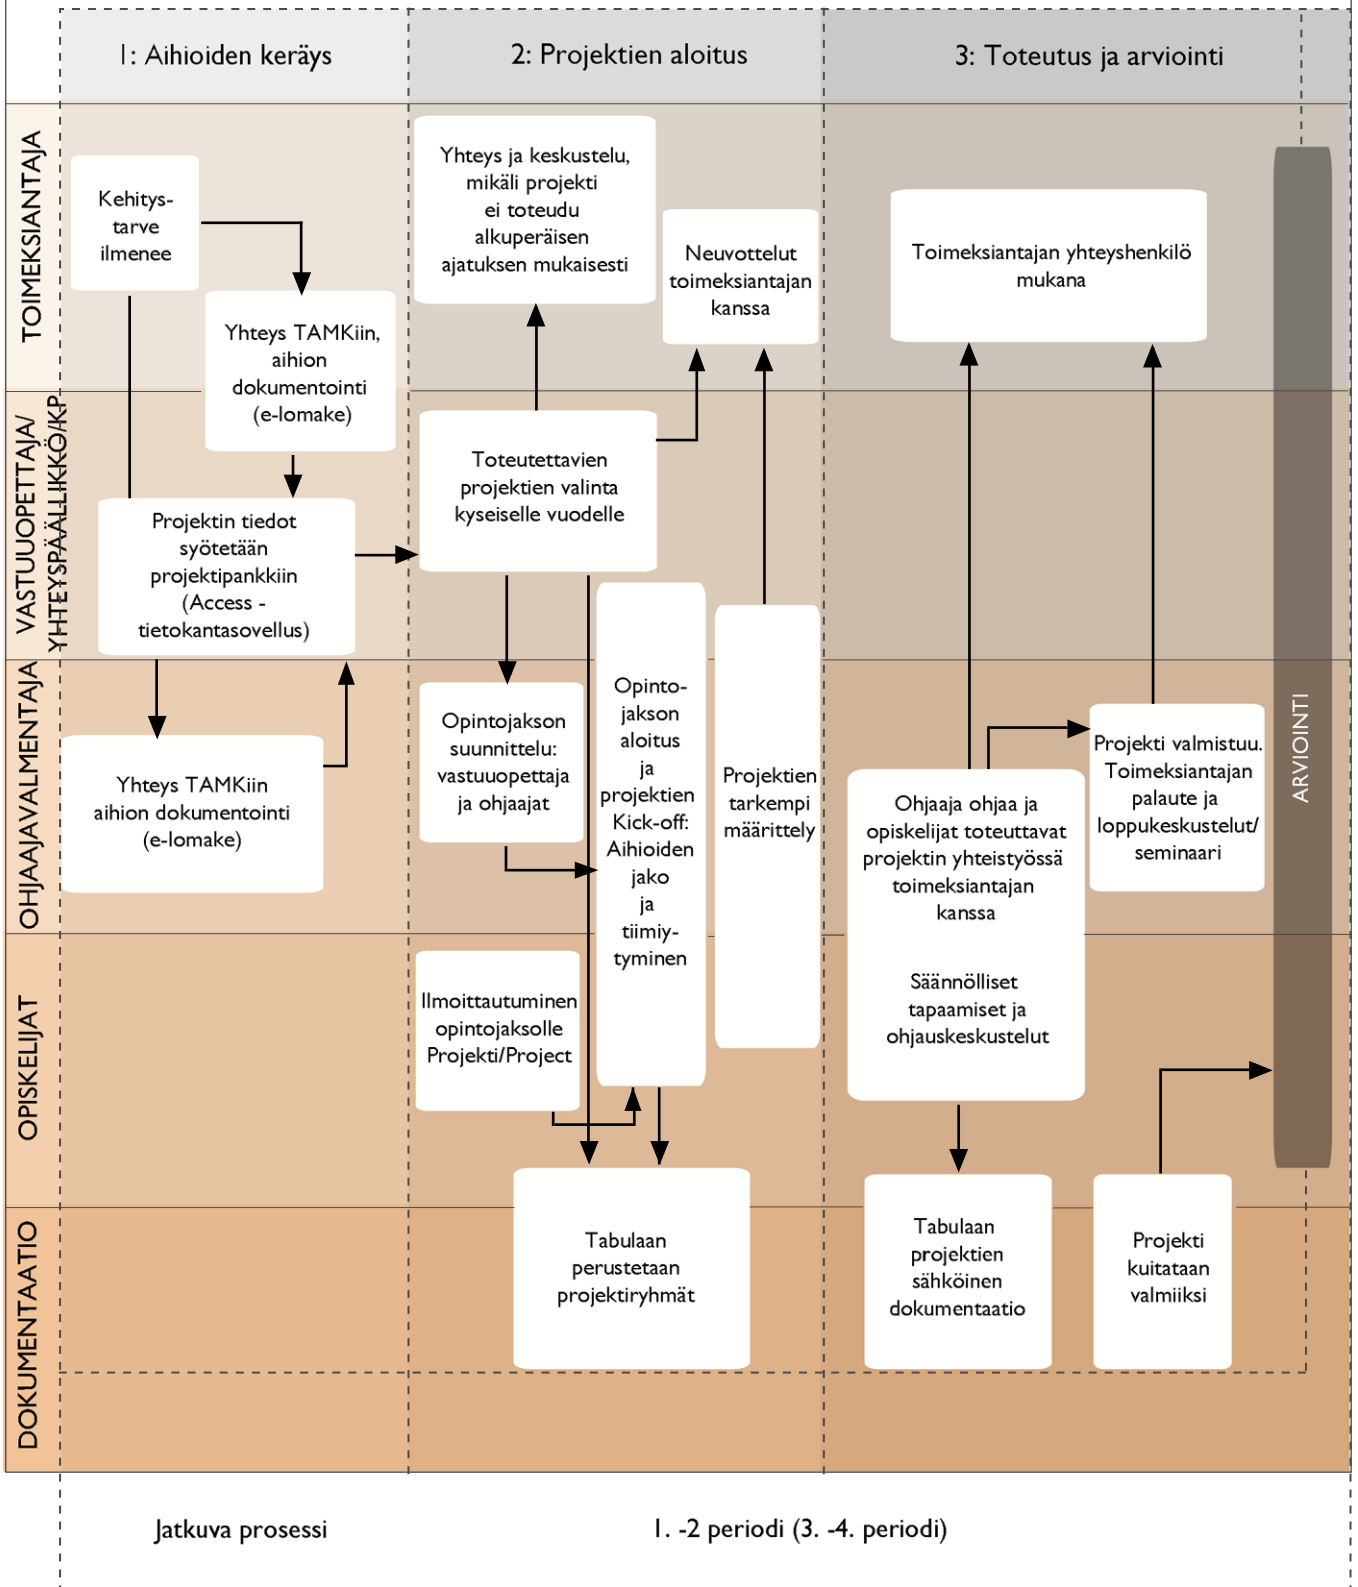 1: Aihioiden keräys
2: Projektien aloitus
3: Toteutus ja arviointi
TOIMEKSIANTAJA
Kehitys-
tarve
ilmenee
Yhteys TAMKiin,
aihion
dokumentointi
(e-lomake)
Yhteys ja keskustelu,
mikäli projekti
ei toteudu
alkuperäisen
ajatuksen mukaisesti
Neuvottelut
toimeksiantajan
kanssa
Toimeksiantajan yhteyshenkilö
mukana
VASTUUOPETTAJA/
YHTEYSPÄÄLLIKKÖ/KP
Projektin tiedot
syötetään
projektipankkiin
(Access -
tietokantasovellus)
Toteutettavien
projektien valinta
kyseiselle vuodelle
OHJAAJAVALMENTAJA
Yhteys TAMKiin
aihion dokumentointi
(e-lomake)
Opintojakson
suunnittelu:
vastuuopettaja
ja ohjaajat
Opinto-
jakson
aloitus
ja
projektien
Kick-off:
Aihioiden
jako
ja
tiimiy-
tyminen
Projektien
tarkempi
määrittely
Ohjaaja ohjaa ja
opiskelijat toteuttavat
projektin yhteistyössä
toimeksiantajan
kanssa
Säännölliset
tapaamiset ja
ohjauskeskustelut
Projekti valmistuu.
Toimeksiantajan
palaute ja
loppukeskustelut/
seminaari
ARVIOINTI
OPISKELIJAT
Ilmoittautuminen
opintojaksolle
Projekti/Project
DOKUMENTAATIO
Tabulaan
perustetaan
projektiryhmät
Tabulaan
projektien
sähköinen
dokumentaatio
Projekti
kuitataan
valmiiksi
Jatkuva prosessi
1. -2 periodi (3. -4. periodi)